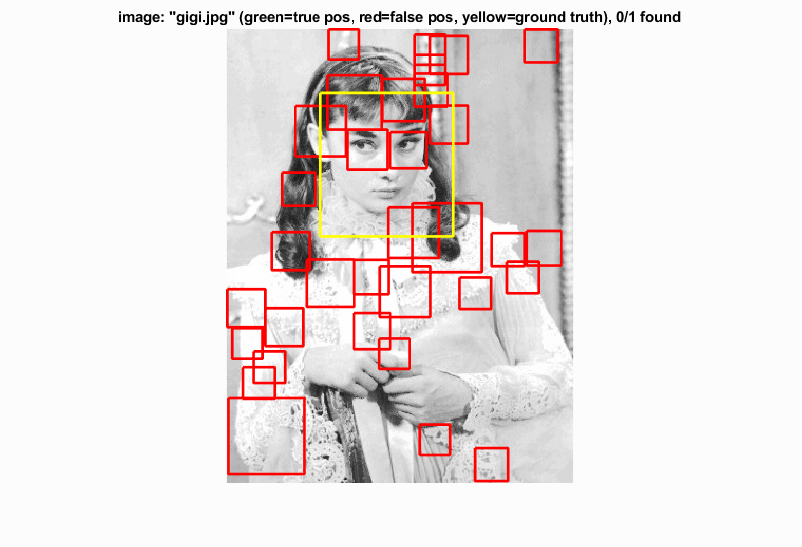 image: "gigi.jpg" (green=true pos, red=false pos, yellow=ground truth), 0/1 found